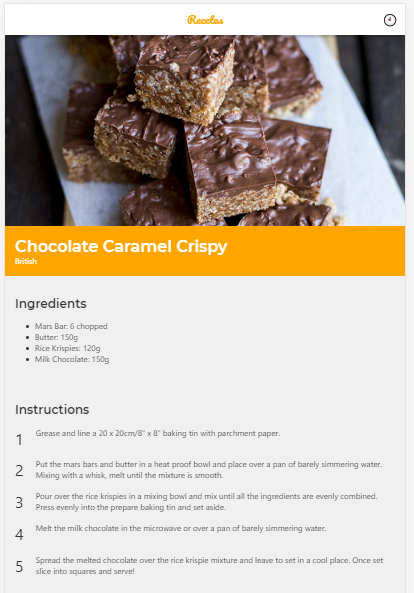 Recetas
Chocolate Caramel Crispy
British
Ingredients
Mars Bar: 6 chopped
Butter: 150g
Rice Krispies: 120g
Milk Chocolate: 150g
Instructions
1 Grease and line a 20 x 20cm/8" x 8" baking tin with parchment paper.
2 Put the mars bars and butter in a heat proof bowl and place over a pan of barely simmering water.
Mixing with a whisk, melt until the mixture is smooth.
3 Pour over the rice krispies in a mixing bowl and mix until all the ingredients are evenly combined.
Press evenly into the prepare baking tin and set aside.
4 Melt the milk chocolate in the microwave or over a pan of barely simmering water.
5 Spread the melted chocolate over the rice krispie mixture and leave to set in a cool place. Once set
slice into squares and serve!